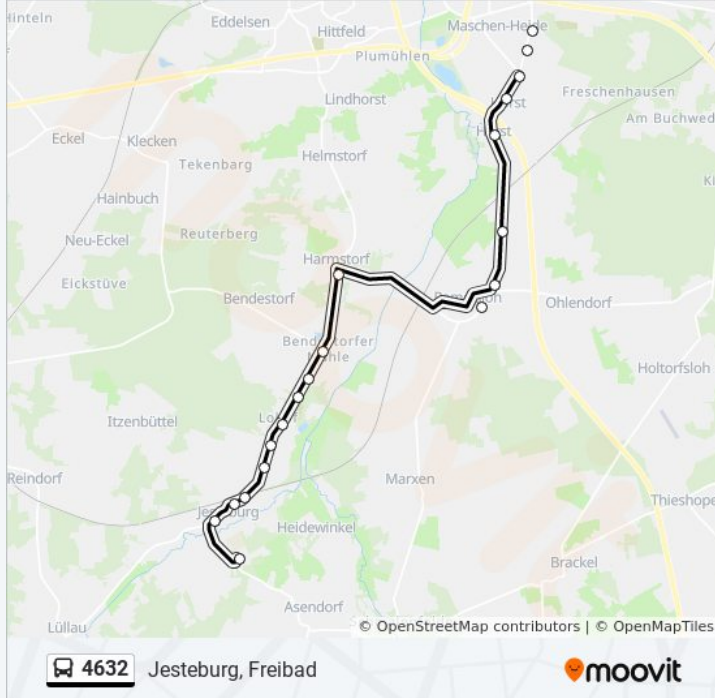 Hinteln
Eddelsen
Hittfeld
Maschen-Heide
Plumühlen
Lindhorst
Freschenhausen
Am Buchwed
Eckel
Klecken
Helmstorf
Tekenbarg
Hainbuch
Neu-Eckel
Reuterberg
Harmstorf
Eickstüve
Bendestorf
Ohlendorf
Holtorfsloh
Itzenbüttel
Reindorf
Marxen
Thieshope
Heidewinkel
Brackel
Asendorf
Lüllau
© OpenStreetMap contributors | © OpenMapTiles
4632 Jesteburg, Freibad
moovit